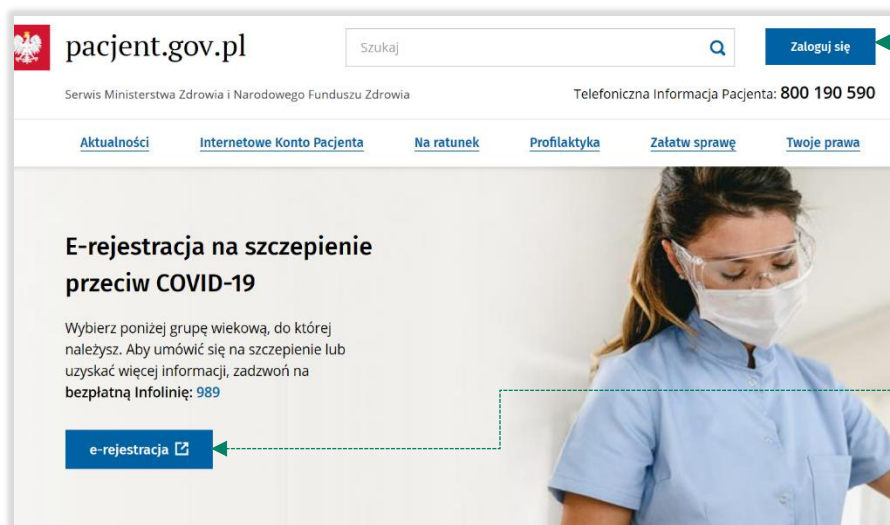 pacjent.gov.pl
Szukaj
Zaloguj się
Serwis Ministerstwa Zdrowia i Narodowego Funduszu Zdrowia
Telefoniczna Informacja Pacjenta: 800 190 590
Aktualności Internetowe Konto Pacjenta Na ratunek Profilaktyka Załatw sprawę Twoje prawa
E-rejestracja na szczepienie
przeciw COVID-19
Wybierz poniżej grupę wiekową, do której
należysz. Aby umówić się na szczepienie lub
uzyskać więcej informacji, zadzwoń na
bezpłatną Infolinię: 989
e-rejestracja